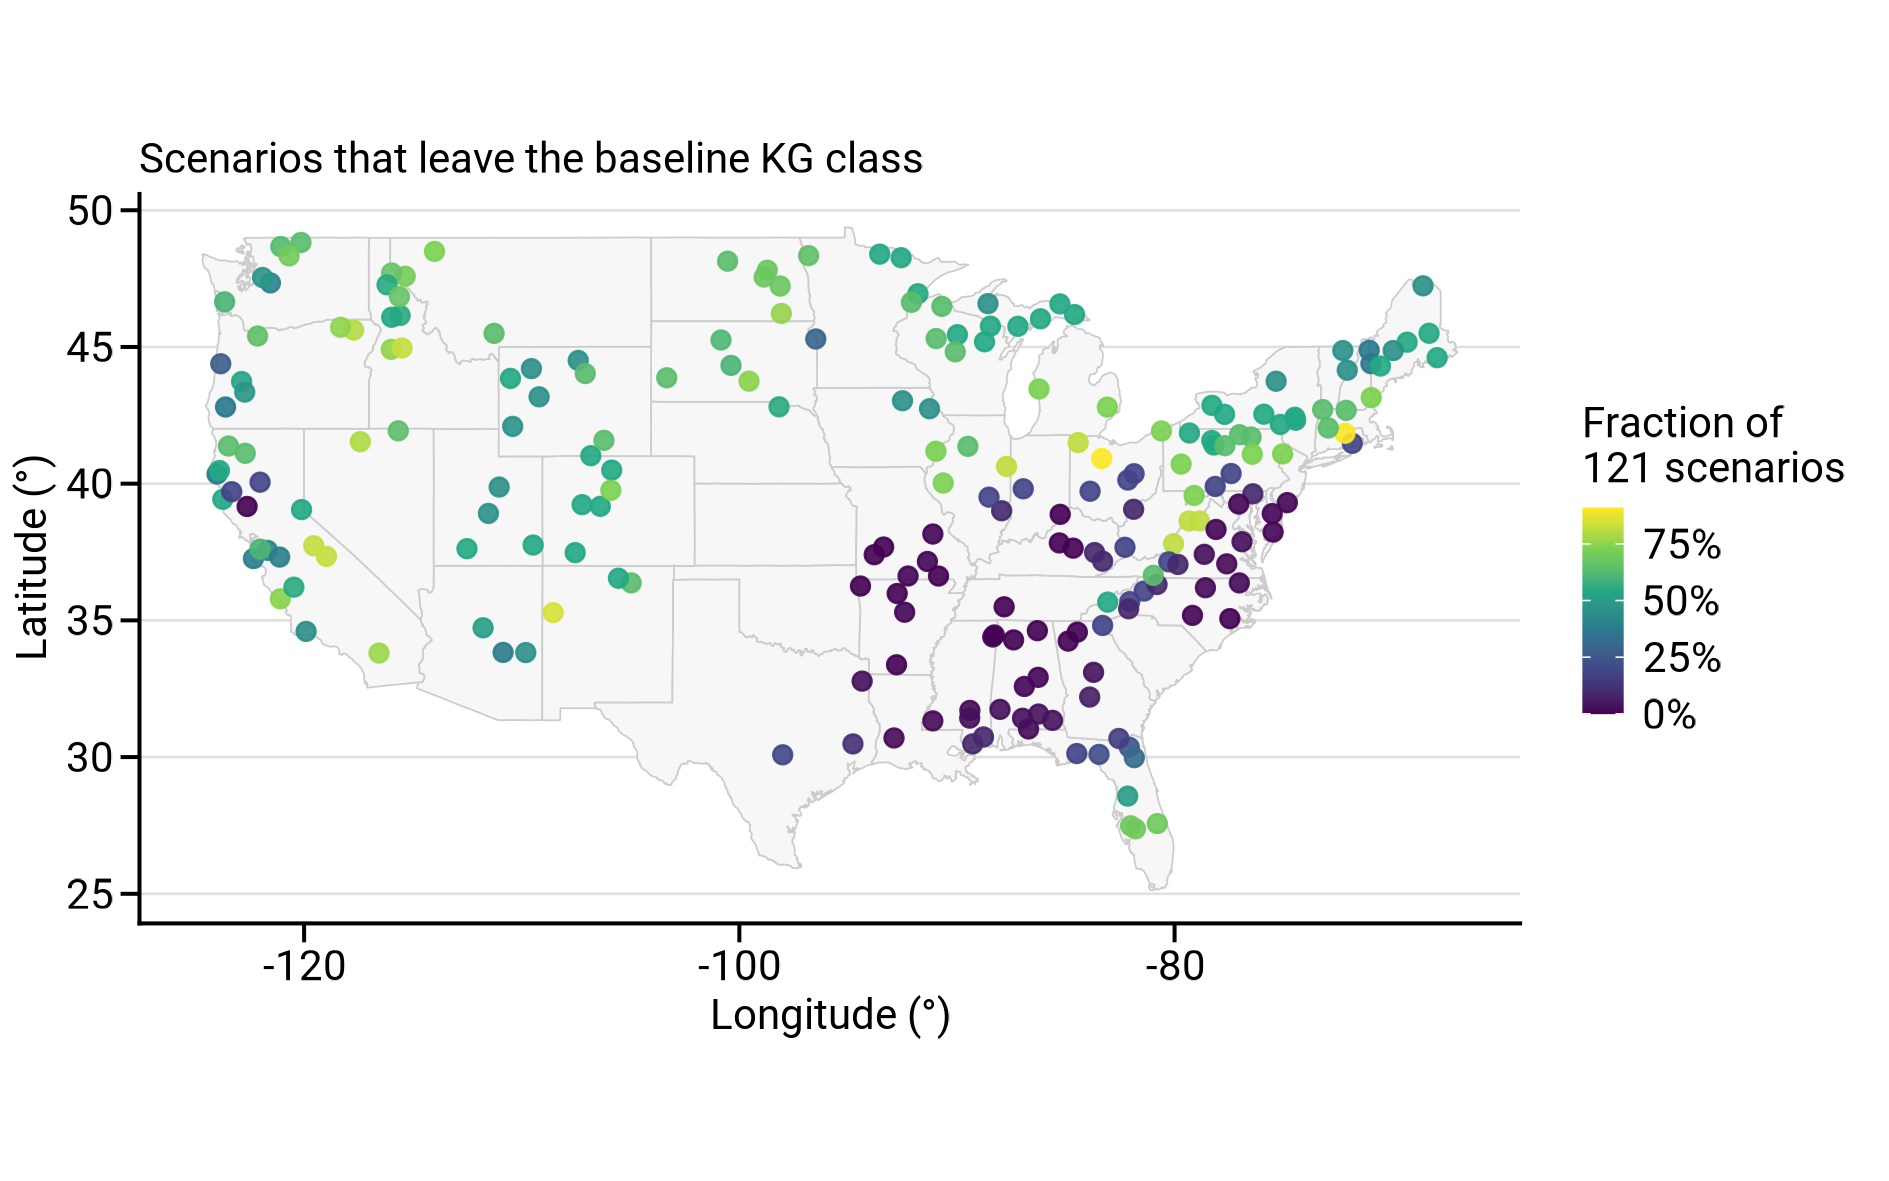 Scenarios that leave the baseline KG class
50
45
40
35
30
25
Latitude (°)
-120
-100
-80
Longitude (°)
Fraction of
121 scenarios
75%
50%
25%
0%